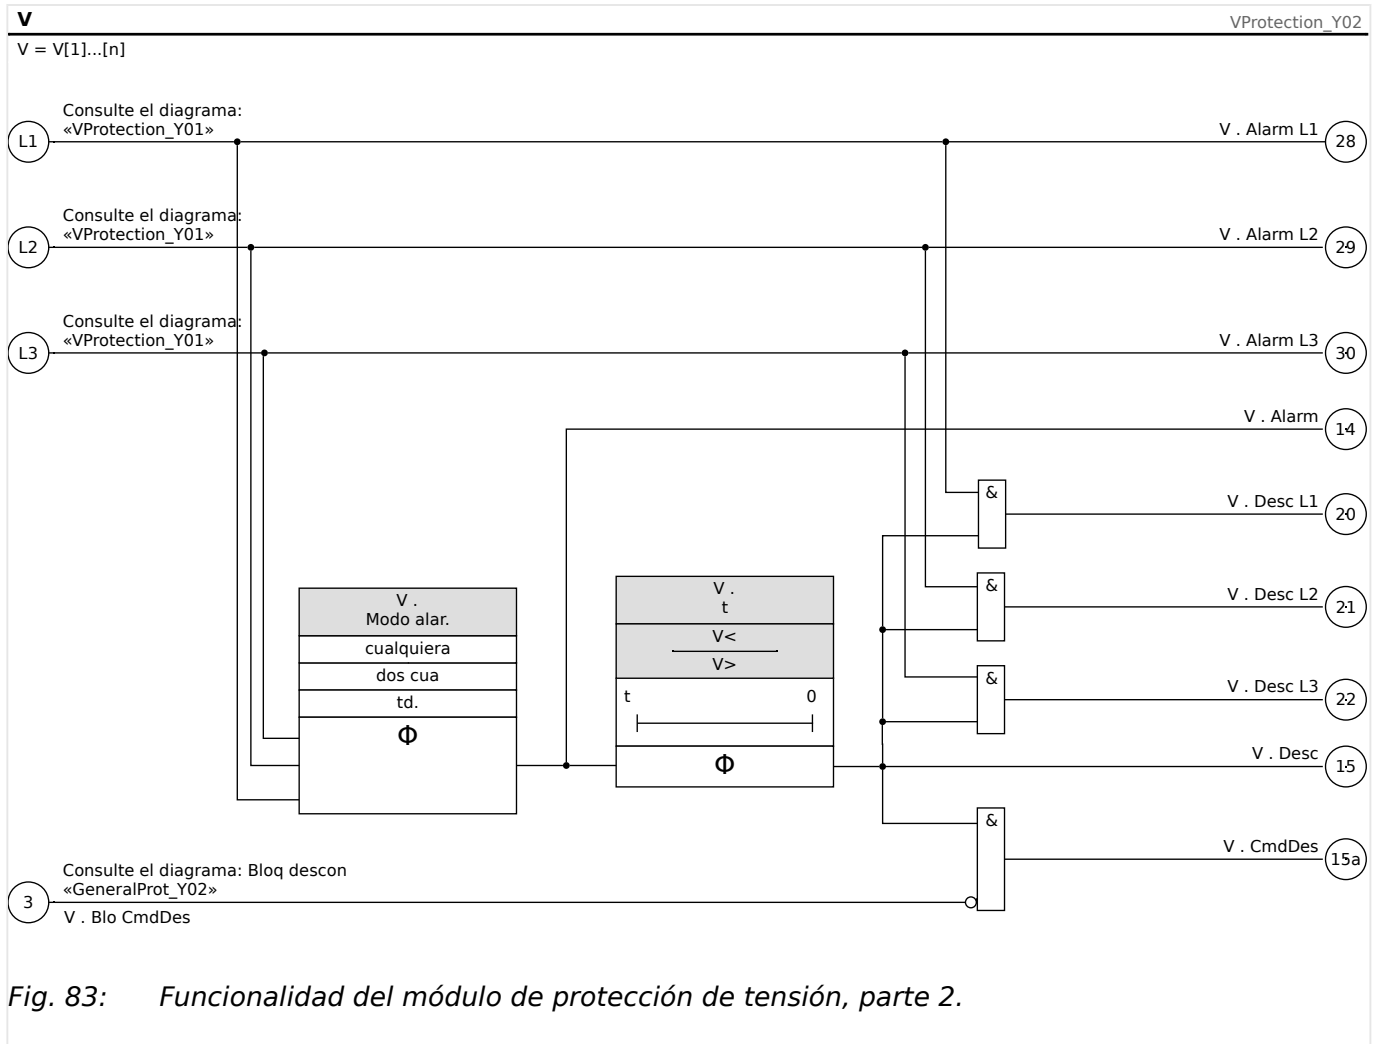 V
VProtection_Y02
V = V[1]...[n]
Consulte el diagrama:
«VProtection_Y01»
L1
V . Alarm L1
28
Consulte el diagrama:
«VProtection_Y01»
L2
V . Alarm L2
29
Consulte el diagrama:
«VProtection_Y01»
L3
V . Alarm L3
30
V . Alarm
14
&
V . Desc L1
20
&
V . Desc L2
21
&
V . Desc L3
22
V .
Modo alar.
cualquiera
dos cua
td.
Φ
V .
t
V<
V>
t 0
Φ
V . Desc
15
&
V . CmdDes
15a
Consulte el diagrama: Bloq descon
«GeneralProt_Y02»
3
V . Blo CmdDes
Fig. 83: Funcionalidad del módulo de protección de tensión, parte 2.